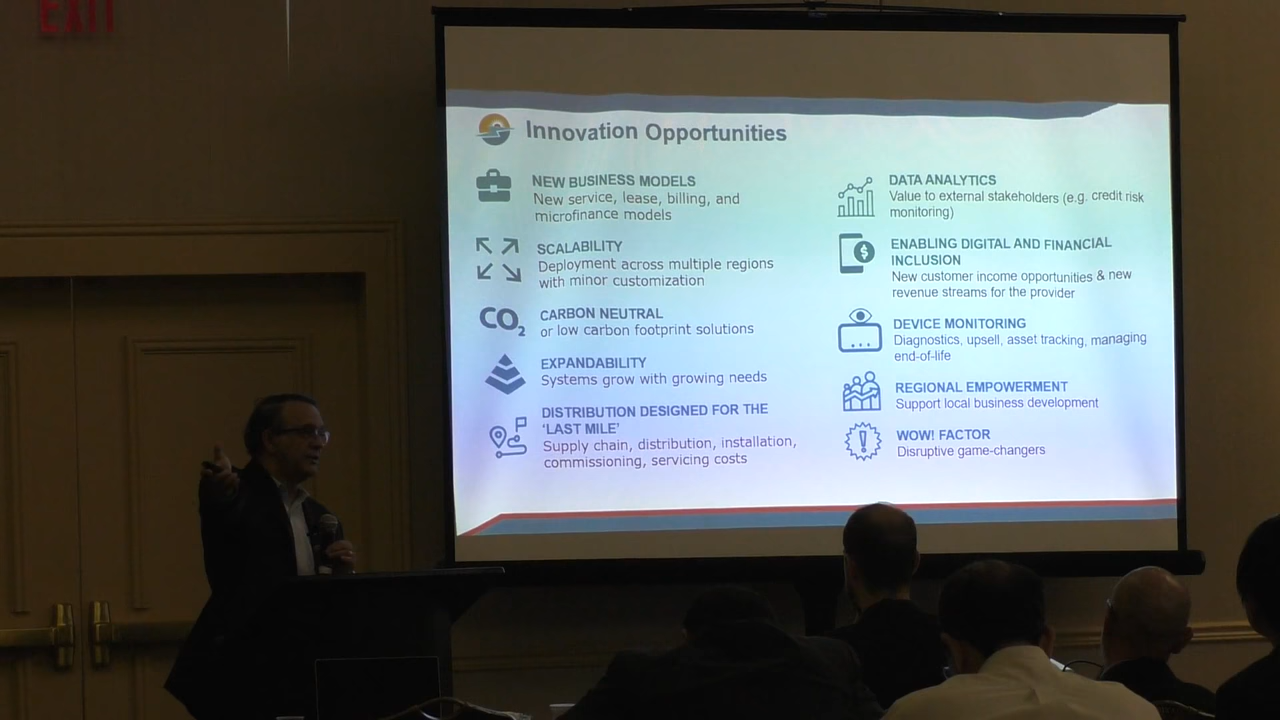 EXIT
Innovation Opportunities
NEW BUSINESS MODELS
New service, lease, billing, and
microfinance models
SCALABILITY
Deployment across multiple regions
with minor customization
CO2
CARBON NEUTRAL
or low carbon footprint solutions
EXPANDABILITY
Systems grow with growing needs
DISTRIBUTION DESIGNED FOR THE
‘LAST MILE’
Supply chain, distribution, installation,
commissioning, servicing costs
DATA ANALYTICS
Value to external stakeholders (e.g. credit risk
monitoring)
$
ENABLING DIGITAL AND FINANCIAL
INCLUSION
New customer income opportunities & new
revenue streams for the provider
DEVICE MONITORING
Diagnostics, upsell, asset tracking, managing
end-of-life
REGIONAL EMPOWERMENT
Support local business development
!
WOW! FACTOR
Disruptive game-changers